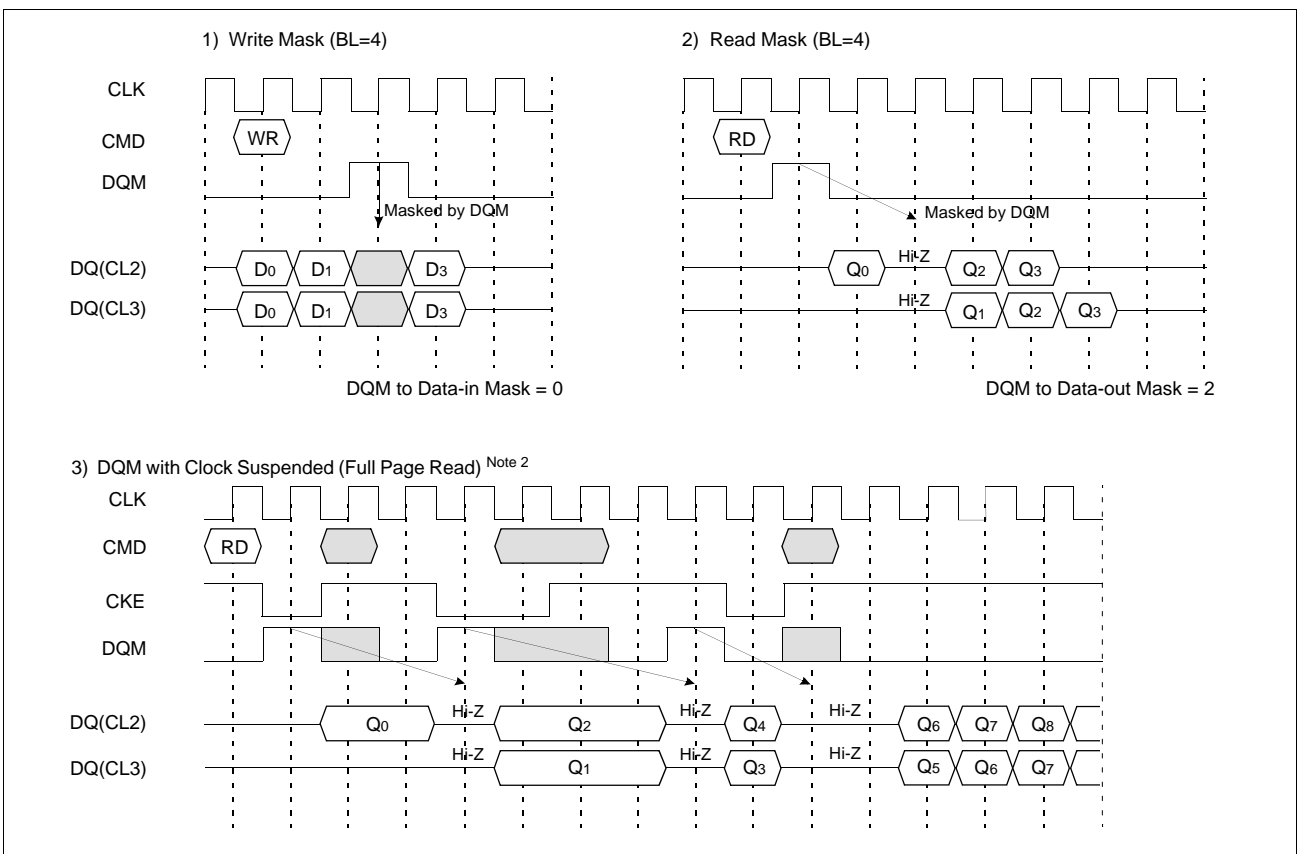 1) Write Mask (BL=4)
2) Read Mask (BL=4)
CLK
CMD
WR
RD
DQM
Masked by DQM
Masked by DQM
DQ(CL2)
D0 D1 D3
Q0 Hi-Z Q2 Q3
DQ(CL3)
D0 D1 D3
Hi-Z Q1 Q2 Q3
DQM to Data-in Mask = 0
DQM to Data-out Mask = 2
3) DQM with Clock Suspended (Full Page Read) Note 2
CLK
CMD
RD
CKE
DQM
DQ(CL2)
Q0 Hi-Z Q2 Hi-Z Q4 Hi-Z Q6 Q7 Q8
DQ(CL3)
Hi-Z Q1 Hi-Z Q3 Hi-Z Q5 Q6 Q7